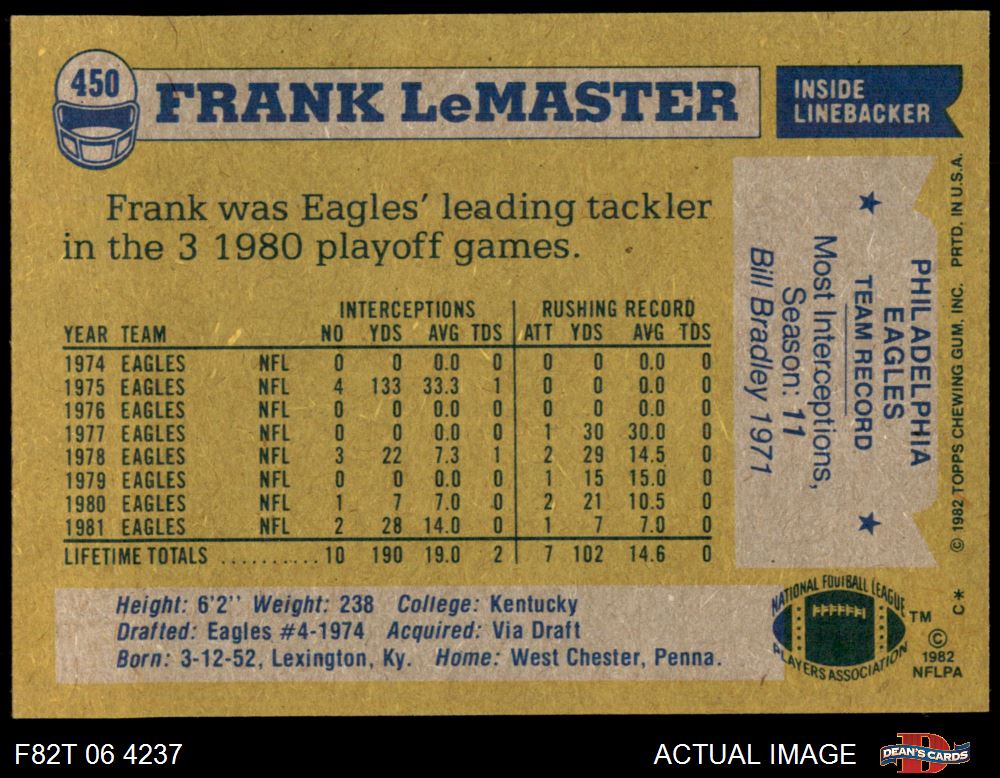 450
FRANK LeMASTER
INSIDE
LINEBACKER
Frank was Eagles' leading tackler
in the 3 1980 playoff games.
INTERCEPTIONS RUSHING RECORD
YEAR TEAM NO YDS AVG TDS ATT YDS AVG TDS
1974 EAGLES NFL 0 0 0.0 0 0 0 0.0 0
1975 EAGLES NFL 4 133 33.3 1 0 0 0.0 0
1976 EAGLES NFL 0 0 0.0 0 0 0 0.0 0
1977 EAGLES NFL 0 0 0.0 0 1 30 30.0 0
1978 EAGLES NFL 3 22 7.3 1 2 29 14.5 0
1979 EAGLES NFL 0 0 0.0 0 1 15 15.0 0
1980 EAGLES NFL 1 7 7.0 0 2 21 10.5 0
1981 EAGLES NFL 2 28 14.0 0 1 7 7.0 0
LIFETIME TOTALS .......... 10 190 19.0 2 7 102 14.6 0
PHILADELPHIA
EAGLES
★ TEAM RECORD ★
Most Interceptions,
Season: 11
Bill Bradley 1971
© 1982 TOPPS CHEWING GUM, INC. PRTD. IN U.S.A.
Height: 6'2" Weight: 238 College: Kentucky
Drafted: Eagles #4-1974 Acquired: Via Draft
Born: 3-12-52, Lexington, Ky. Home: West Chester, Penna.
NATIONAL FOOTBALL LEAGUE
PLAYERS ASSOCIATION
TM
C*
©
1982
NFLPA
F82T 06 4237
ACTUAL IMAGE
D
DEAN'S CARDS